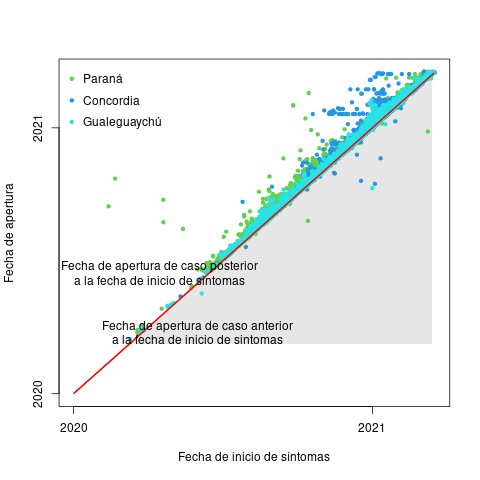 Paraná
Concordia
Gualeguaychú
2021
Fecha de apertura
Fecha de apertura de caso posterior
a la fecha de inicio de síntomas
Fecha de apertura de caso anterior
a la fecha de inicio de síntomas
2020
2020
2021
Fecha de inicio de síntomas